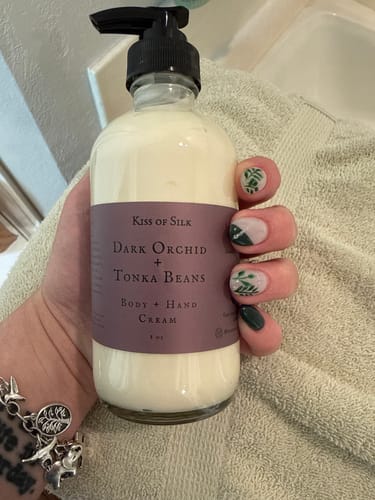 Kiss of Silk
Dark Orchid
+
Tonka Beans
Body + Hand
Cream